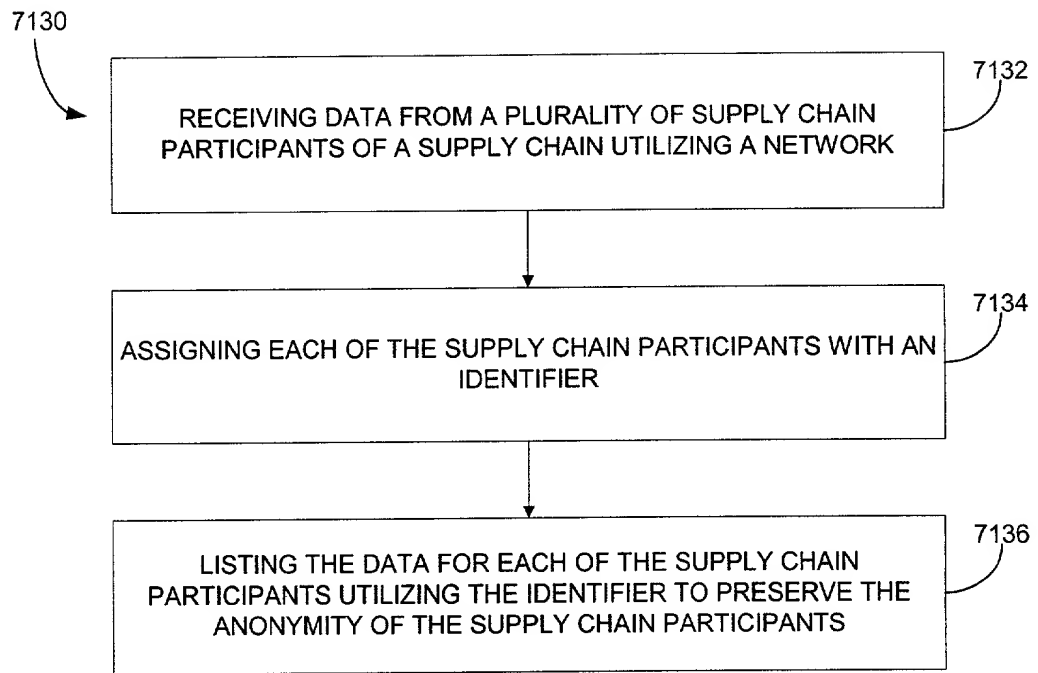 7130
7132
RECEIVING DATA FROM A PLURALITY OF SUPPLY CHAIN
PARTICIPANTS OF A SUPPLY CHAIN UTILIZING A NETWORK
7134
ASSIGNING EACH OF THE SUPPLY CHAIN PARTICIPANTS WITH AN
IDENTIFIER
7136
LISTING THE DATA FOR EACH OF THE SUPPLY CHAIN
PARTICIPANTS UTILIZING THE IDENTIFIER TO PRESERVE THE
ANONYMITY OF THE SUPPLY CHAIN PARTICIPANTS